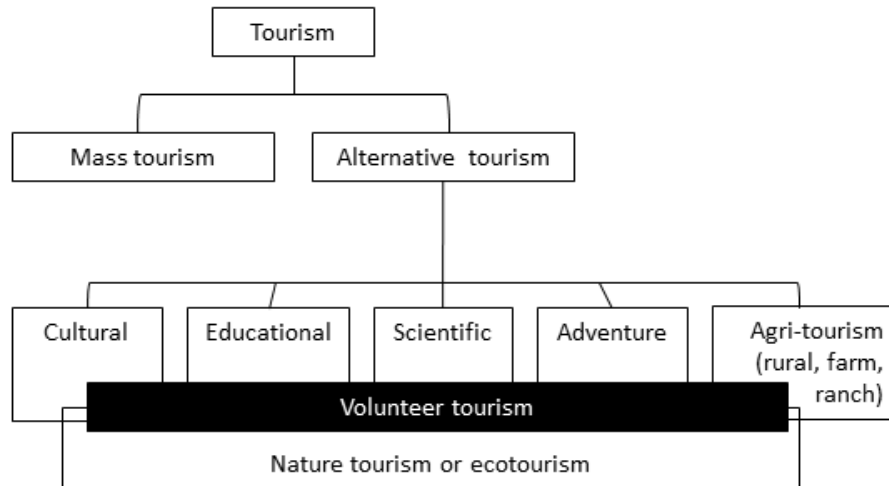 Tourism
Mass tourism
Alternative tourism
Cultural
Educational
Scientific
Adventure
Agri-tourism
(rural, farm,
ranch)
Volunteer tourism
Nature tourism or ecotourism